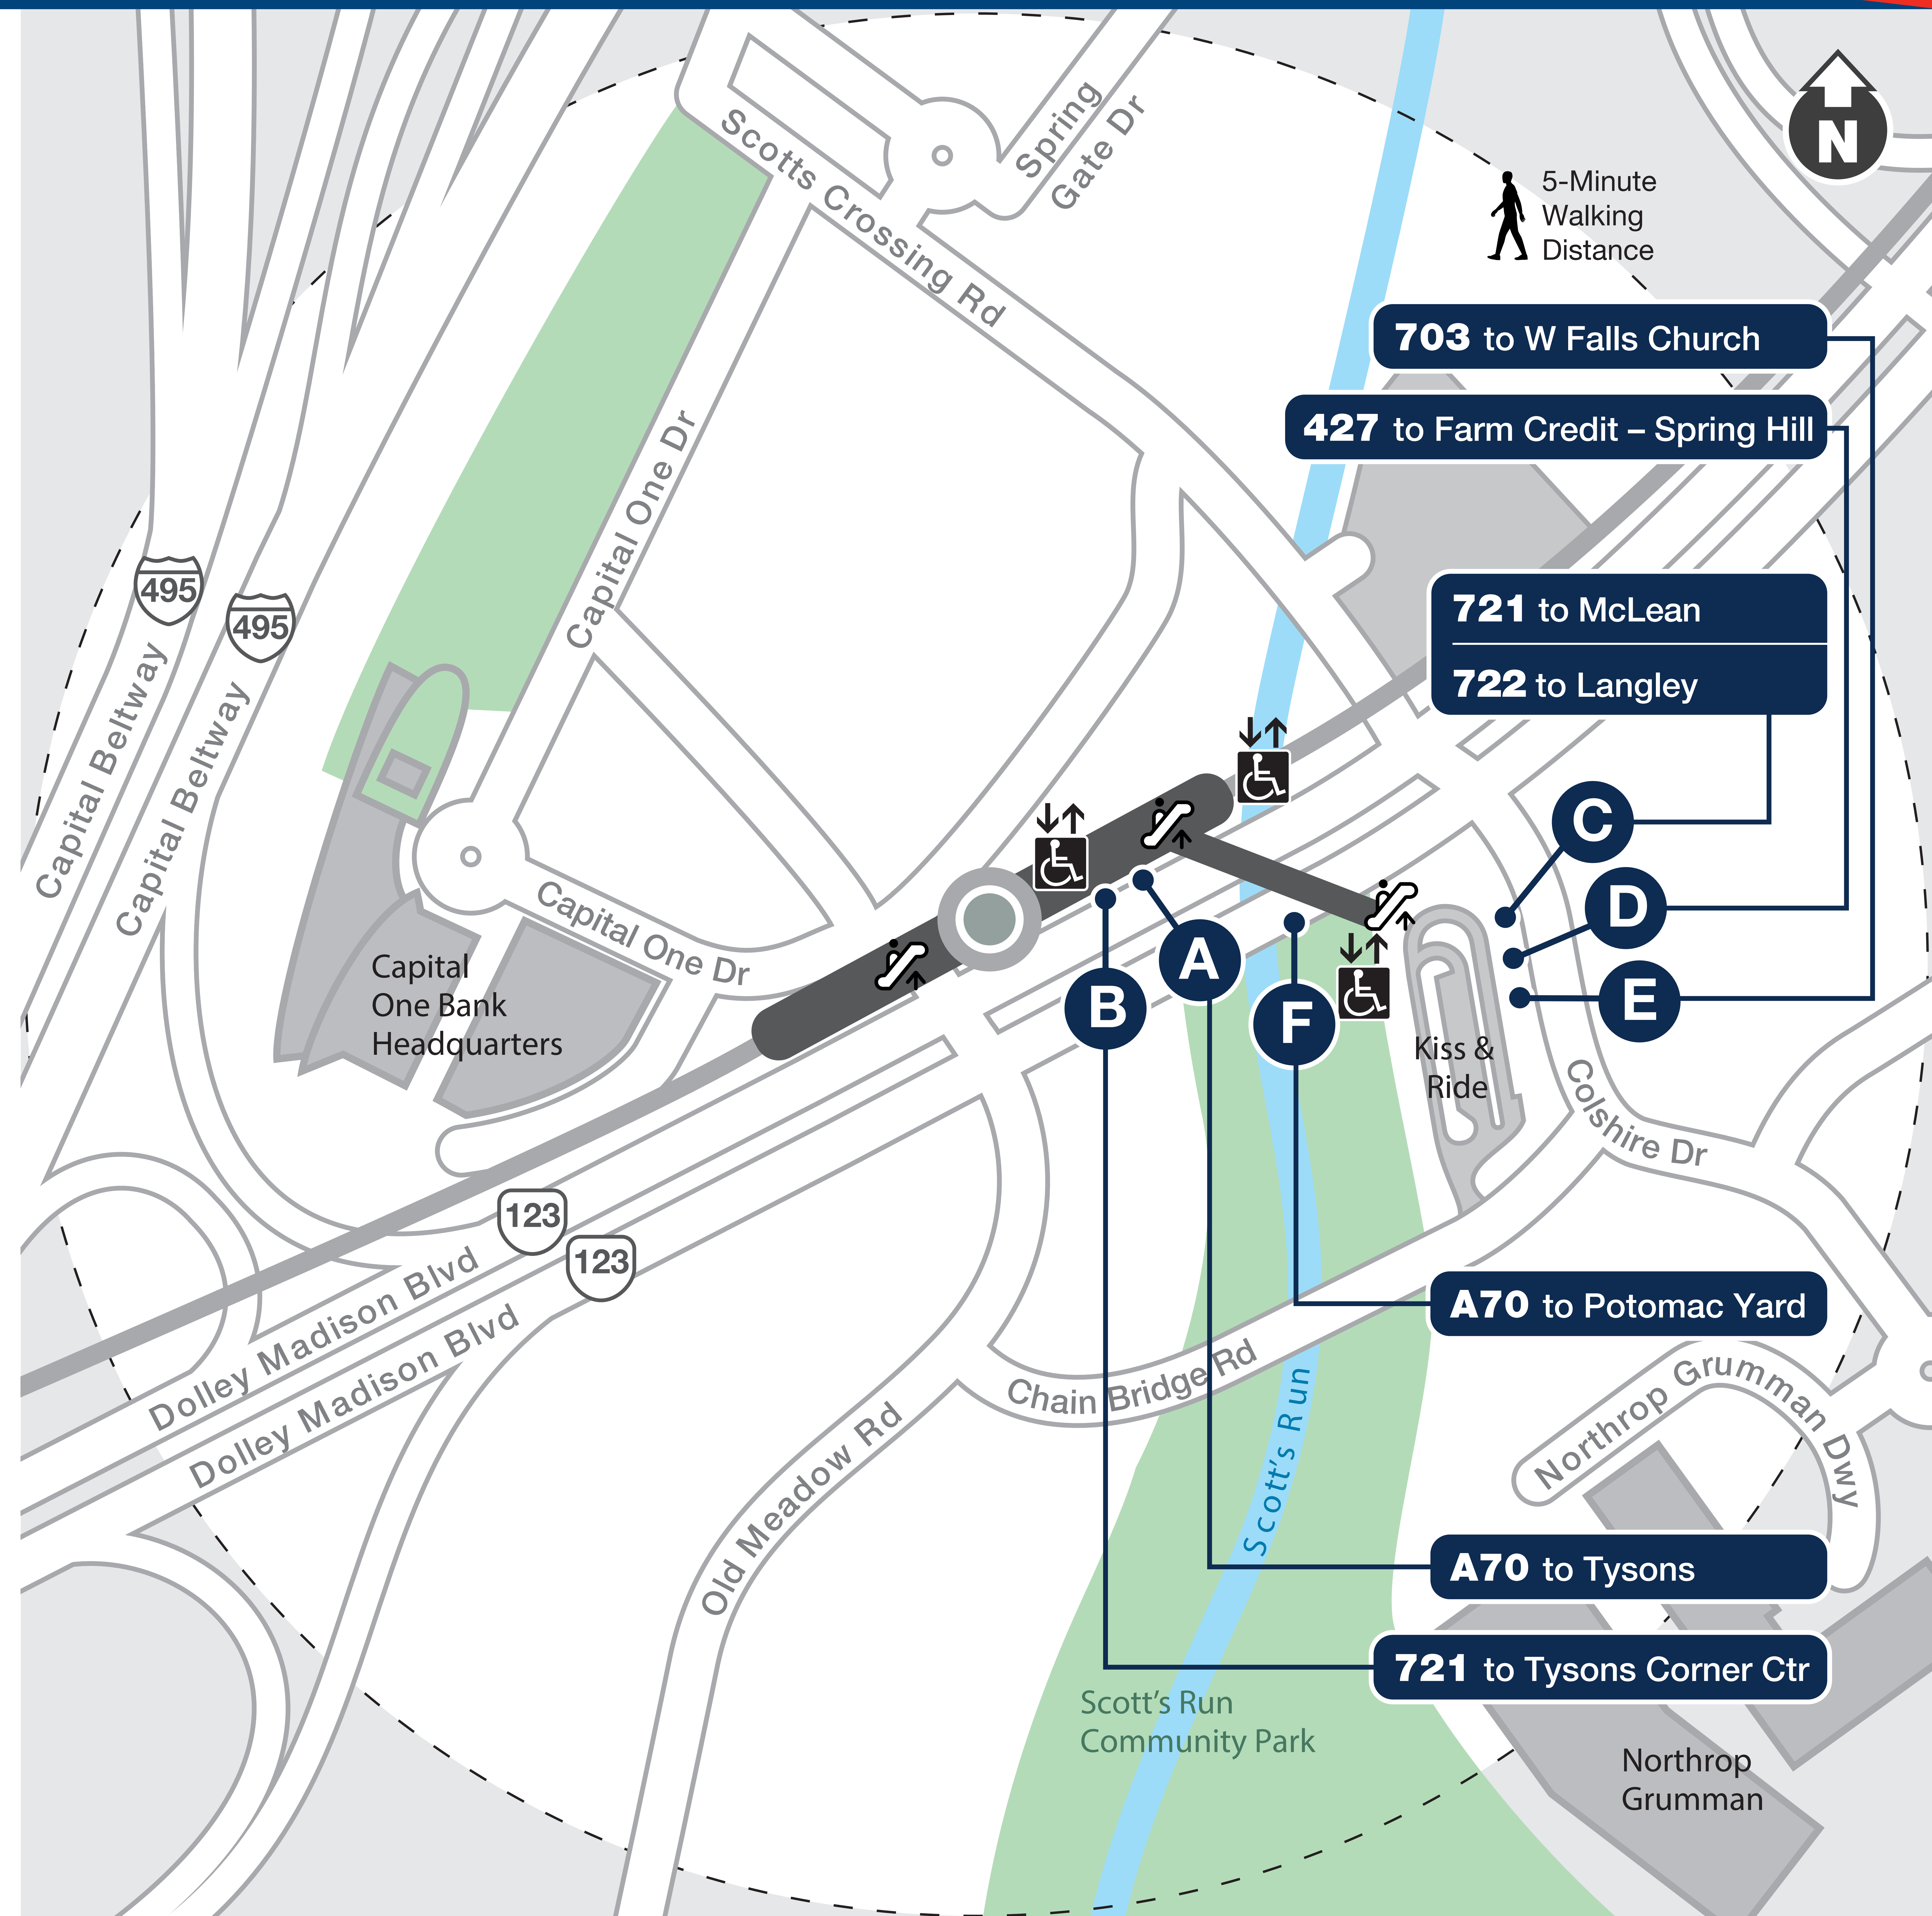 N
Spring
Gate Dr
Scotts Crossing Rd
5-Minute
Walking
Distance
703 to W Falls Church
427 to Farm Credit – Spring Hill
Capital One Dr
495
495
721 to McLean
722 to Langley
Capital Beltway
Capital Beltway
C
D
E
A
B
F
Capital One Dr
Capital
One Bank
Headquarters
Kiss &
Ride
Colshire Dr
123
123
Dolley Madison Blvd
Dolley Madison Blvd
A70 to Potomac Yard
Chain Bridge Rd
Scott's Run
Northrop Grumman Dwy
Old Meadow Rd
A70 to Tysons
721 to Tysons Corner Ctr
Scott's Run
Community Park
Northrop
Grumman